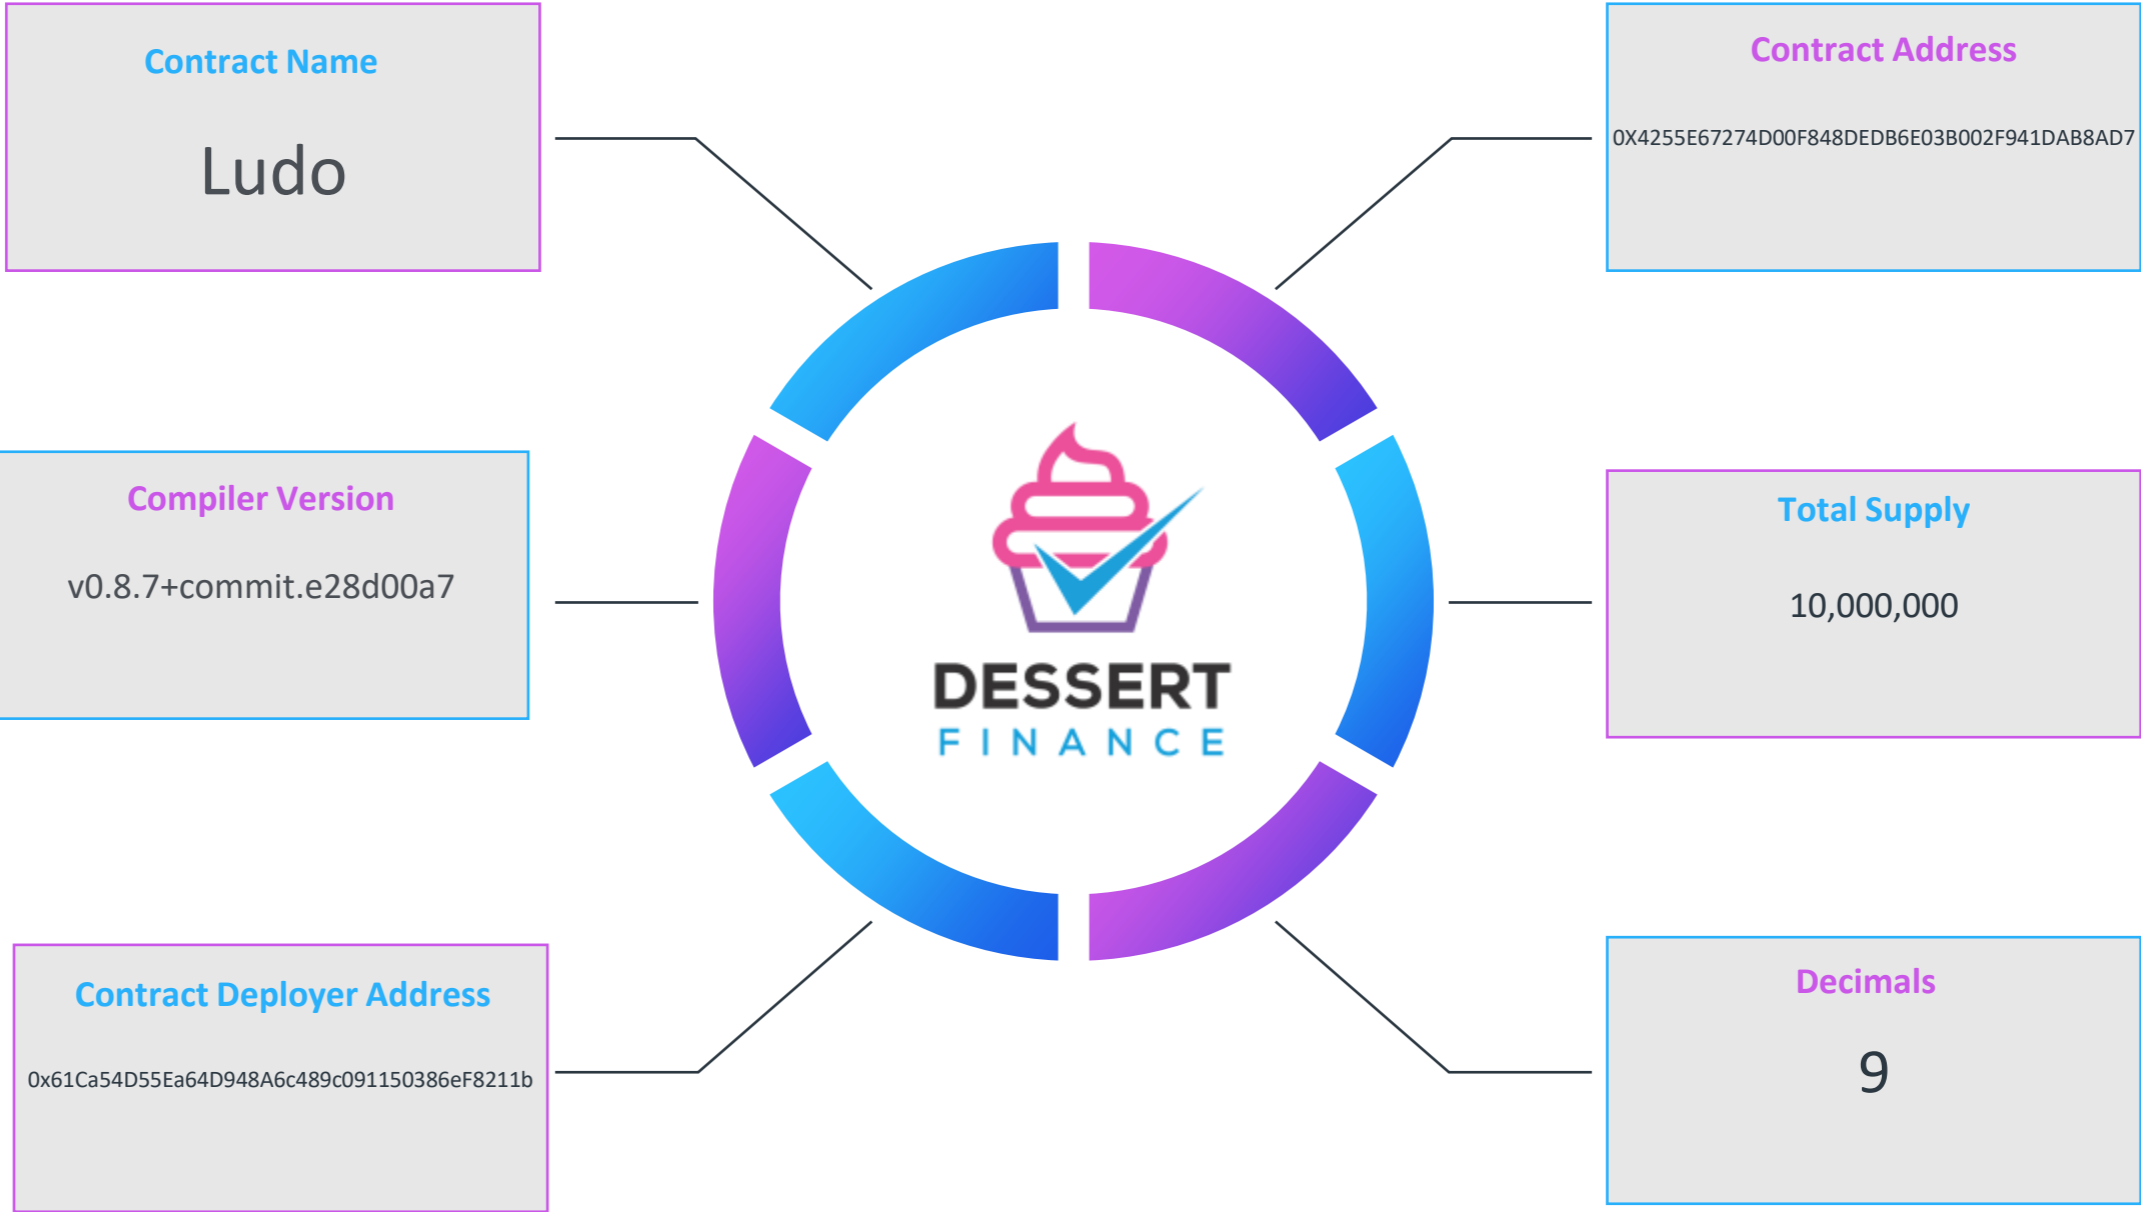 Contract Name
Ludo
Contract Address
0X4255E67274D00F848DEDB6E03B002F941DAB8AD7
Compiler Version
v0.8.7+commit.e28d00a7
DESSERT
FINANCE
Total Supply
10,000,000
Contract Deployer Address
0x61Ca54D55Ea64D948A6c489c091150386eF8211b
Decimals
9